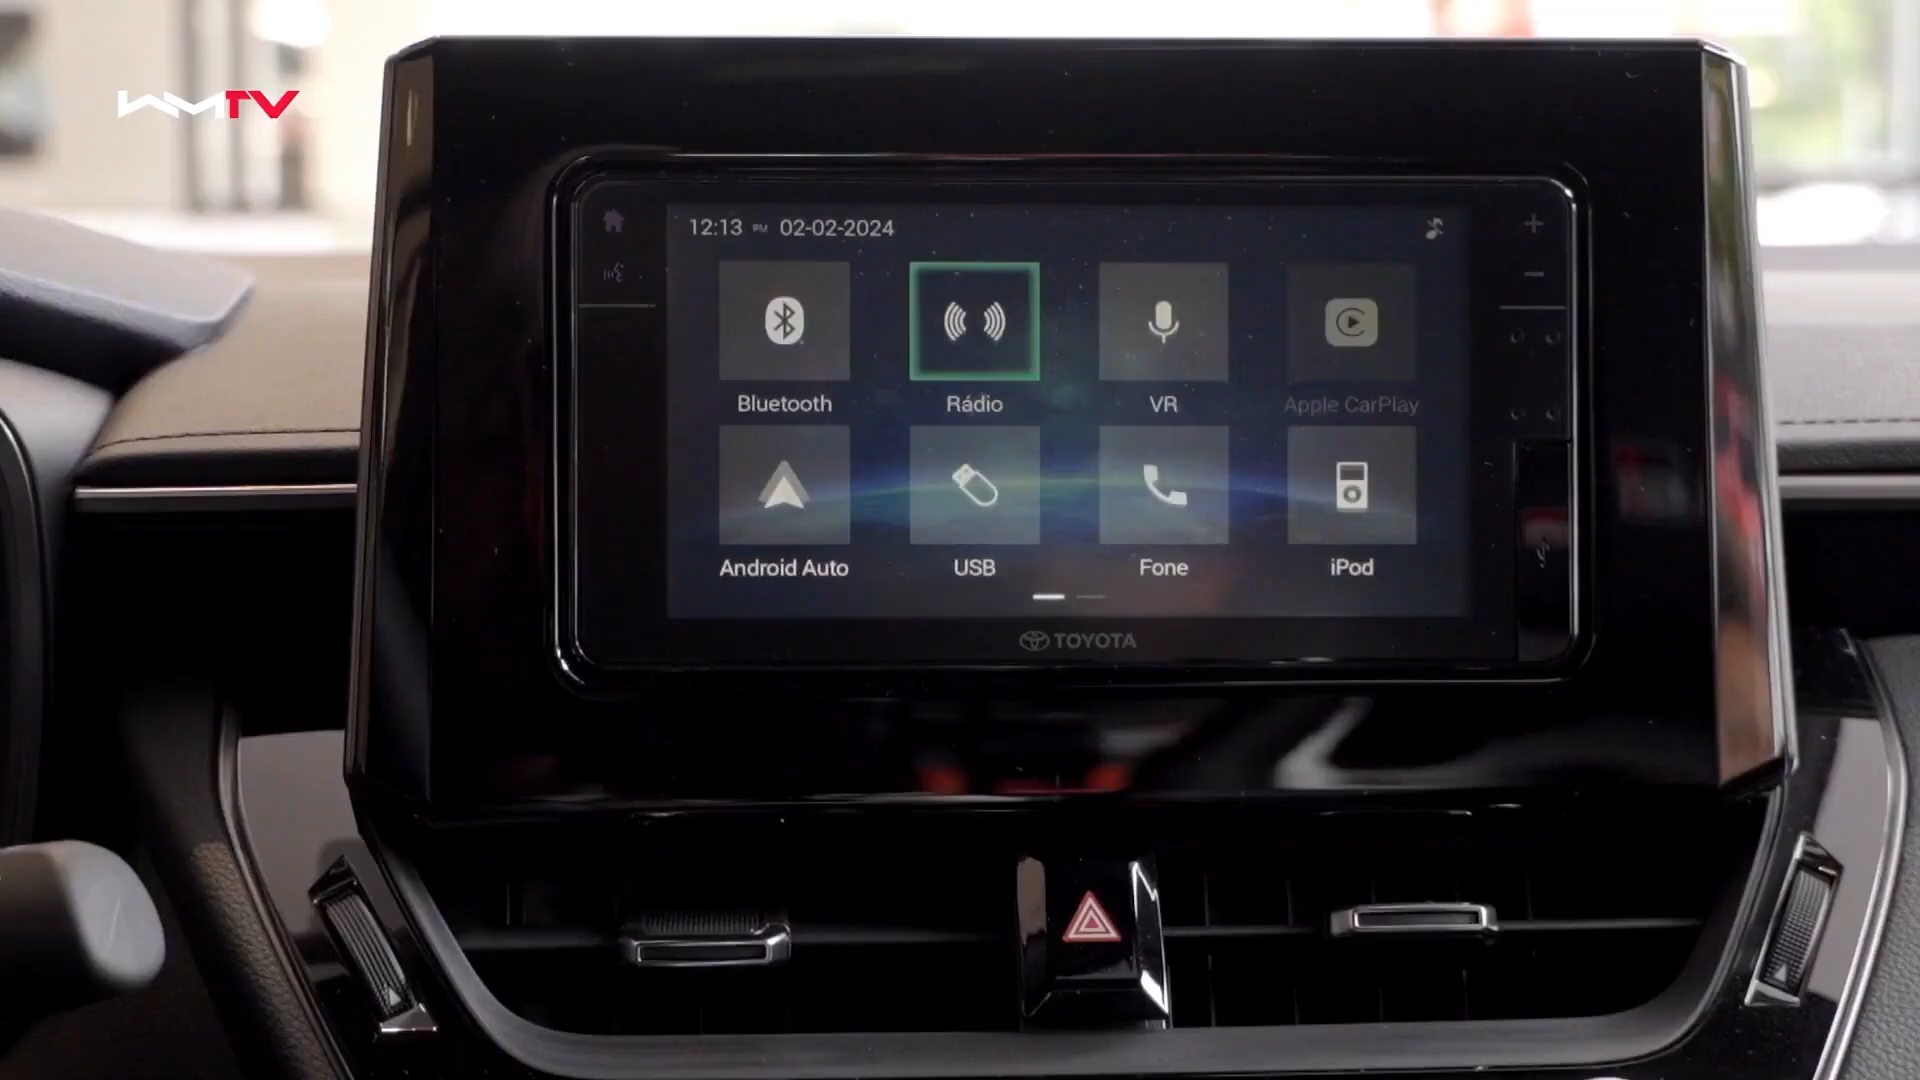 WMTV
12:13 PM 02-02-2024
Bluetooth Rádio VR Apple CarPlay
Android Auto USB Fone iPod
TOYOTA